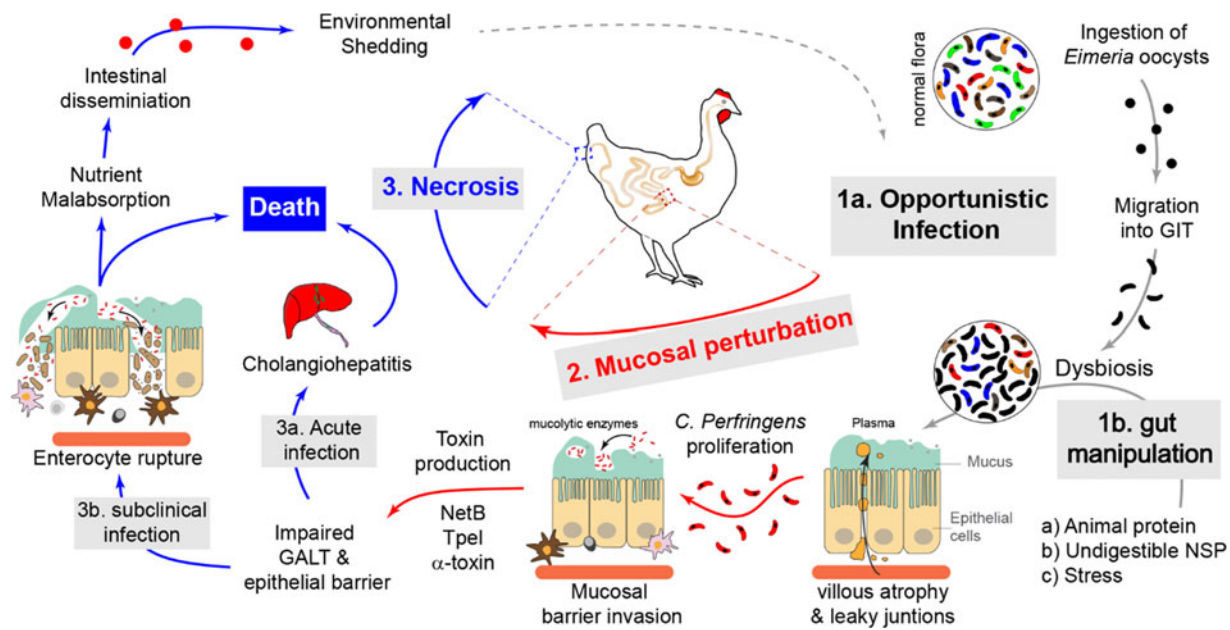 Environmental
Shedding
Intestinal
disseminiation
Nutrient
Malabsorption
Death
3. Necrosis
normal flora
Ingestion of
Eimeria oocysts
1a. Opportunistic
Infection
Migration
into GIT
2. Mucosal perturbation
Dysbiosis
1b. gut
manipulation
a) Animal protein
b) Undigestible NSP
c) Stress
Plasma
Mucus
Epithelial
cells
villous atrophy
& leaky juntions
C. Perfringens
proliferation
mucolytic enzymes
Mucosal
barrier invasion
Toxin
production
NetB
Tpel
α-toxin
Impaired
GALT &
epithelial barrier
3a. Acute
infection
Cholangiohepatitis
3b. subclinical
infection
Enterocyte rupture